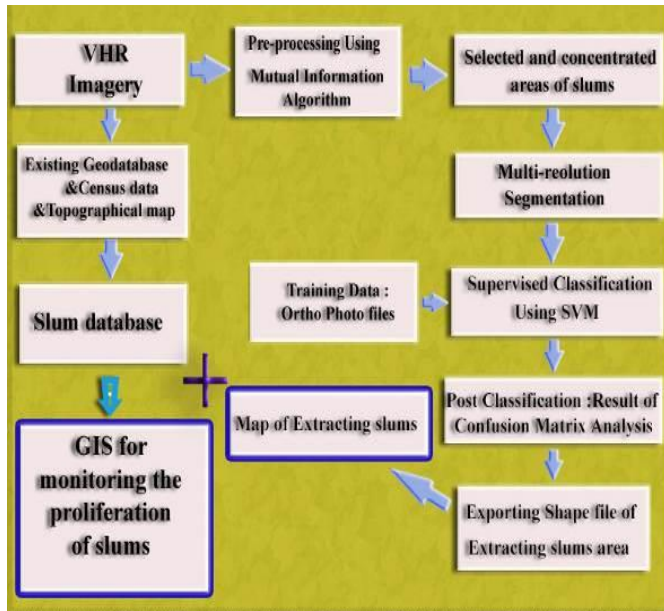 VHR
Imagery
Pre-processing Using
Mutual Information
Algorithm
Selected and concentrated
areas of slums
Existing Geodatabase
&Census data
&Topographical map
Multi-reolution
Segmentation
Slum database
Training Data :
Ortho Photo files
Supervised Classification
Using SVM
GIS for
monitoring the
proliferation
of slums
Map of Extracting slums
Post Classification :Result of
Confusion Matrix Analysis
Exporting Shape file of
Extracting slums area